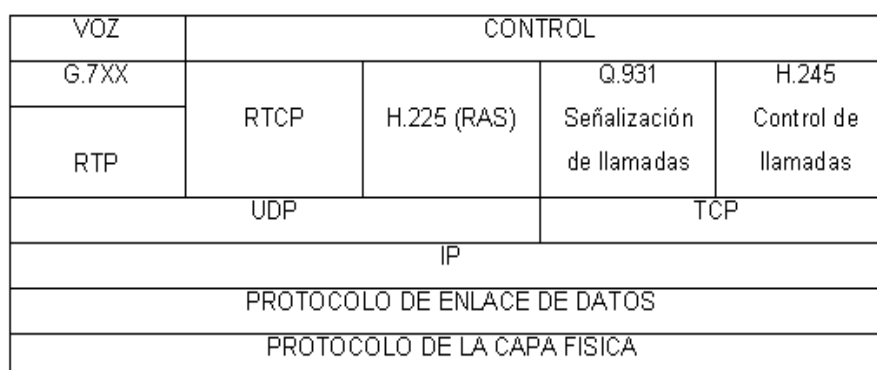 VOZ
CONTROL
G.7XX
RTP
RTCP
H.225 (RAS)
Q.931
Señalización
de llamadas
H.245
Control de
llamadas
UDP
TCP
IP
PROTOCOLO DE ENLACE DE DATOS
PROTOCOLO DE LA CAPA FISICA